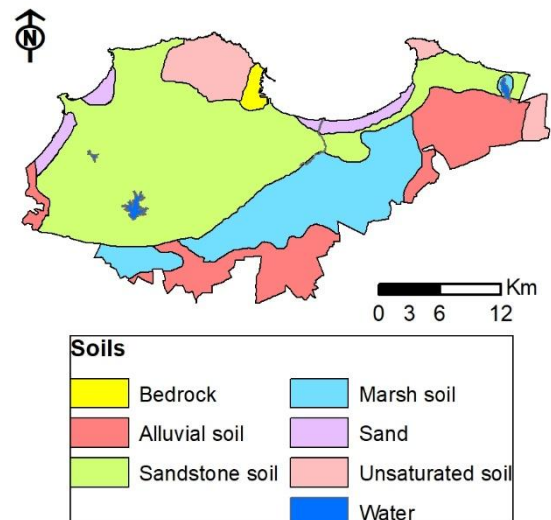 N
Km
0 3 6 12
Soils
Bedrock
Marsh soil
Alluvial soil
Sand
Sandstone soil
Unsaturated soil
Water